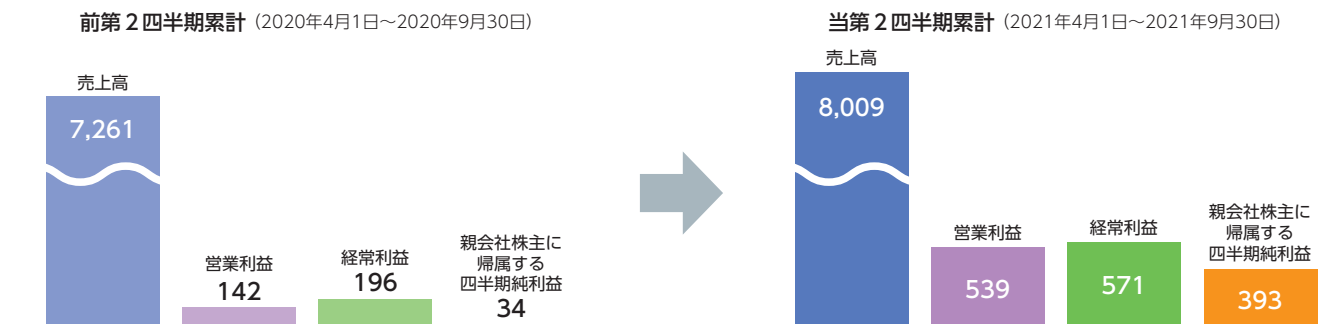 前第2四半期累計（2020年4月1日～2020年9月30日）
売上高
7,261
営業利益
142
経常利益
196
親会社株主に
帰属する
四半期純利益
34
当第2四半期累計（2021年4月1日～2021年9月30日）
売上高
8,009
営業利益
539
経常利益
571
親会社株主に
帰属する
四半期純利益
393